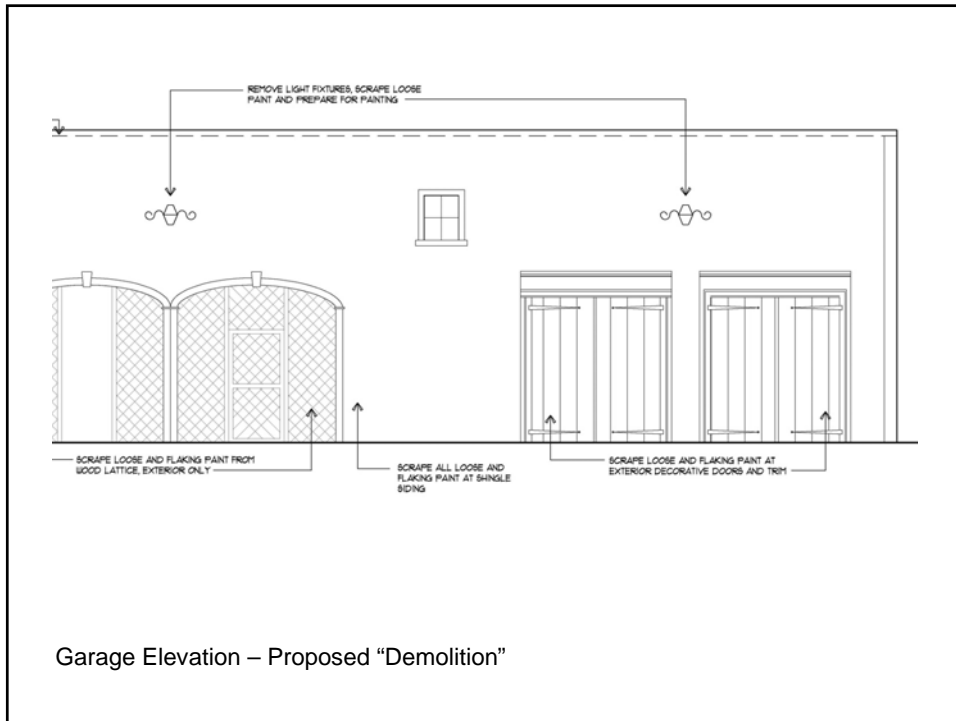 REMOVE LIGHT FIXTURES, SCRAPE LOOSE
PAINT AND PREPARE FOR PAINTING
SCRAPE LOOSE AND FLAKING PAINT FROM
WOOD LATTICE, EXTERIOR ONLY
SCRAPE ALL LOOSE AND
FLAKING PAINT AT SHINGLE
SIDING
SCRAPE LOOSE AND FLAKING PAINT AT
EXTERIOR DECORATIVE DOORS AND TRIM
Garage Elevation – Proposed “Demolition”